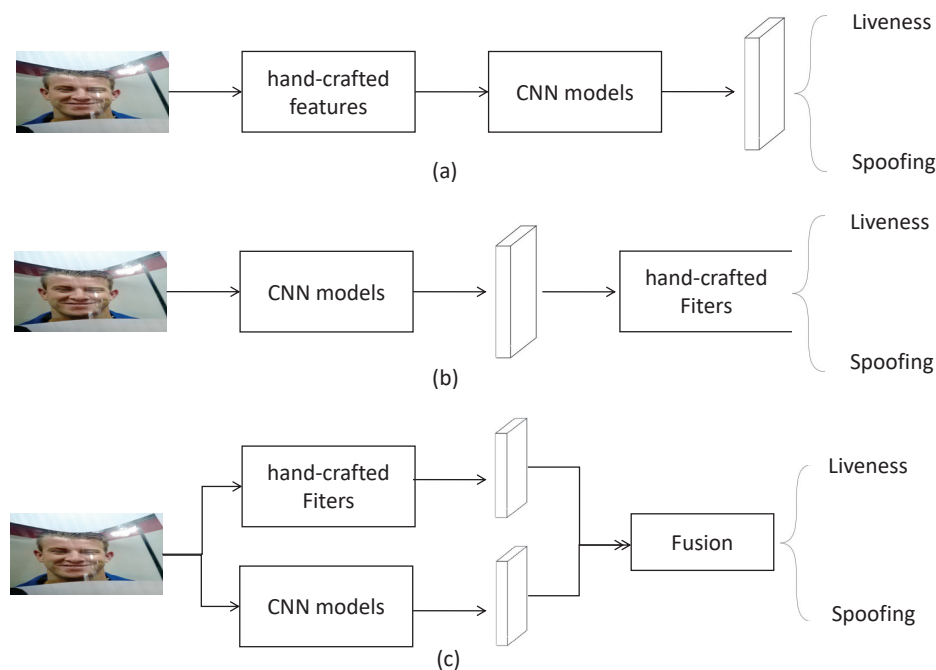 Liveness
hand-crafted
features
CNN models
Spoofing
(a)
Liveness
CNN models
hand-crafted
Fiters
Spoofing
(b)
hand-crafted
Fiters
Liveness
Fusion
CNN models
Spoofing
(c)